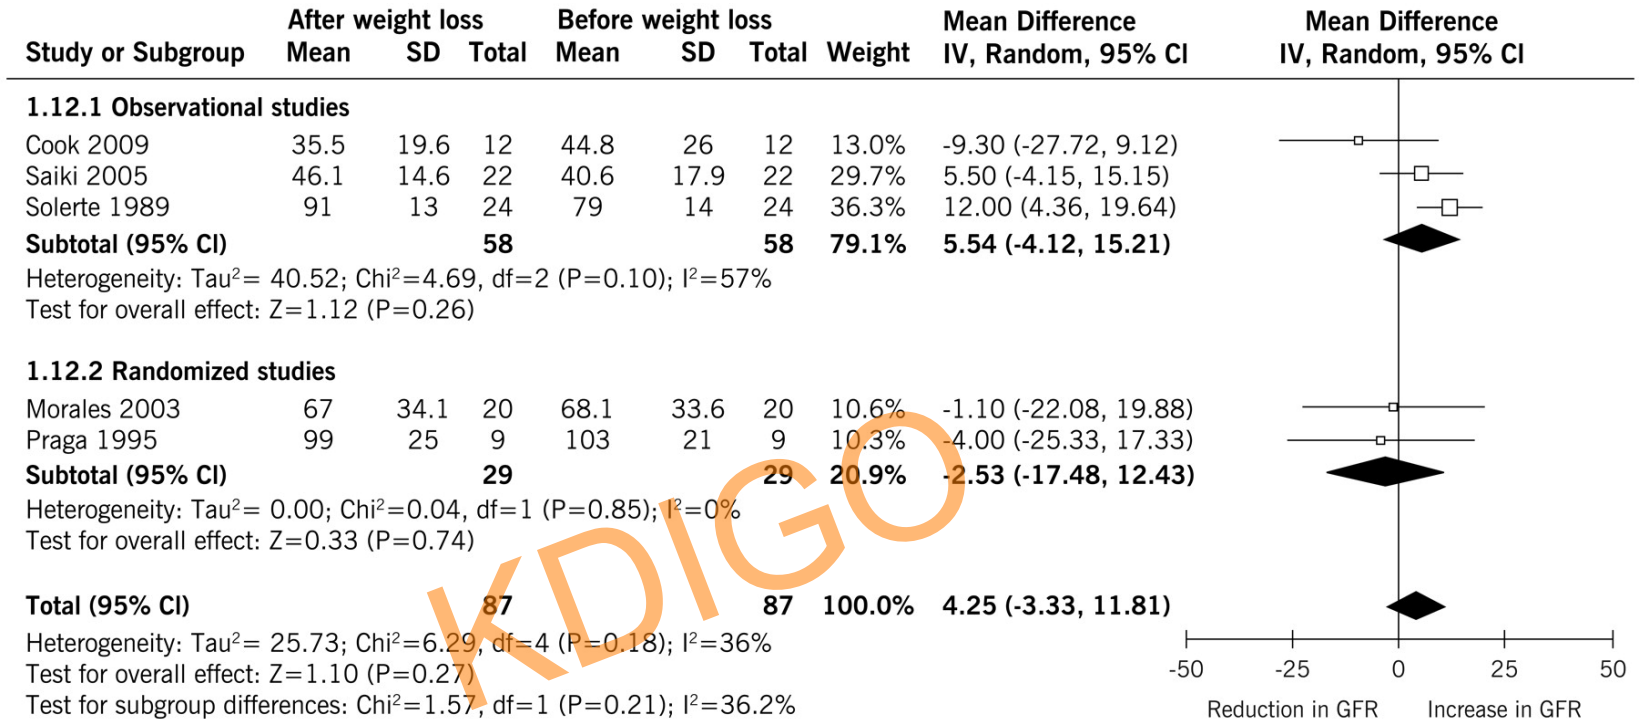 After weight loss Before weight loss Mean Difference Mean Difference
Study or Subgroup Mean SD Total Mean SD Total Weight IV, Random, 95% CI IV, Random, 95% CI
1.12.1 Observational studies
Cook 2009 35.5 19.6 12 44.8 26 12 13.0% -9.30 (-27.72, 9.12)
Saiki 2005 46.1 14.6 22 40.6 17.9 22 29.7% 5.50 (-4.15, 15.15)
Solerte 1989 91 13 24 79 14 24 36.3% 12.00 (4.36, 19.64)
Subtotal (95% CI) 58 58 79.1% 5.54 (-4.12, 15.21)
Heterogeneity: Tau²= 40.52; Chi²=4.69, df=2 (P=0.10); I²=57%
Test for overall effect: Z=1.12 (P=0.26)
1.12.2 Randomized studies
Morales 2003 67 34.1 20 68.1 33.6 20 10.6% -1.10 (-22.08, 19.88)
Praga 1995 99 25 9 103 21 9 10.3% -4.00 (-25.33, 17.33)
Subtotal (95% CI) 29 29 20.9% -2.53 (-17.48, 12.43)
Heterogeneity: Tau²= 0.00; Chi²=0.04, df=1 (P=0.85); I²=0%
Test for overall effect: Z=0.33 (P=0.74)
Total (95% CI) 87 87 100.0% 4.25 (-3.33, 11.81)
Heterogeneity: Tau²= 25.73; Chi²=6.29, df=4 (P=0.18); I²=36%
Test for overall effect: Z=1.10 (P=0.27)
Test for subgroup differences: Chi²=1.57, df=1 (P=0.21); I²=36.2%
-50 -25 0 25 50
Reduction in GFR Increase in GFR
KDIGO